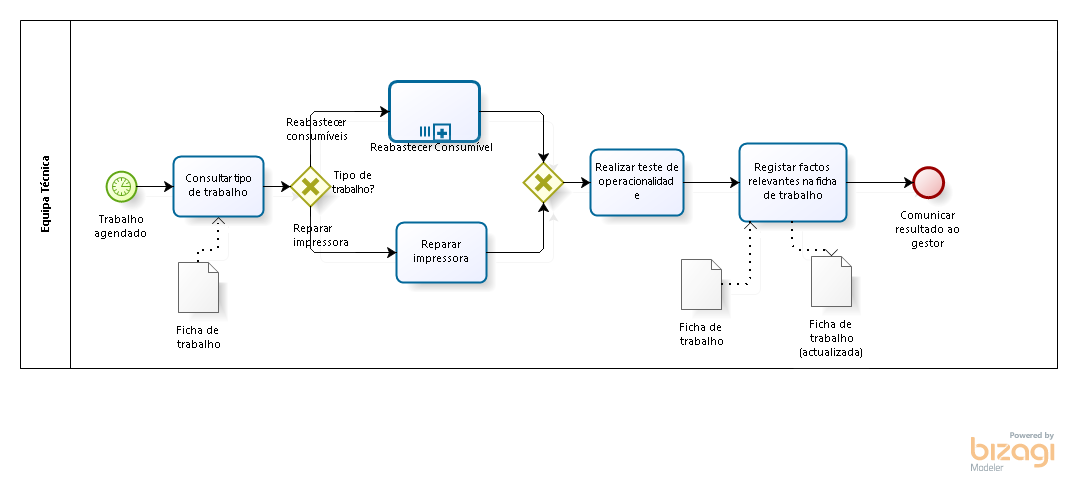 Equipa Técnica
Trabalho
agendado
Consultar tipo
de trabalho
Ficha de
trabalho
Tipo de
trabalho?
Reabastecer
consumíveis
Reparar
impressora
Reabastecer Consumível
Reparar
impressora
Realizar teste de
operacionalidad
e
Registar factos
relevantes na ficha
de trabalho
Ficha de
trabalho
Ficha de
trabalho
(actualizada)
Comunicar
resultado ao
gestor
Powered by
bizagi
Modeler